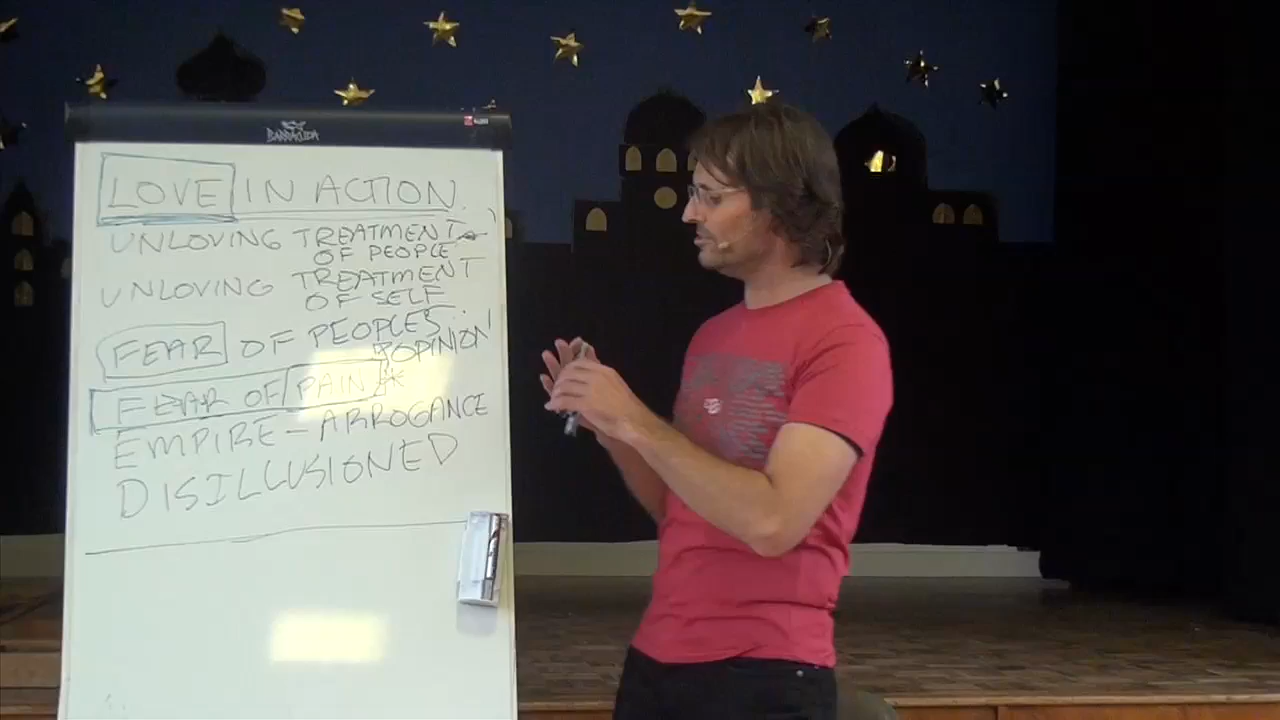 BARRACUDA
LOVE IN ACTION.
UNLOVING TREATMENT
OF PEOPLE
UNLOVING TREATMENT
OF SELF
FEAR OF PEOPLES...
OPINION
FEAR OF PAIN *
EMPIRE - ARROGANCE
DISILLUSIONED